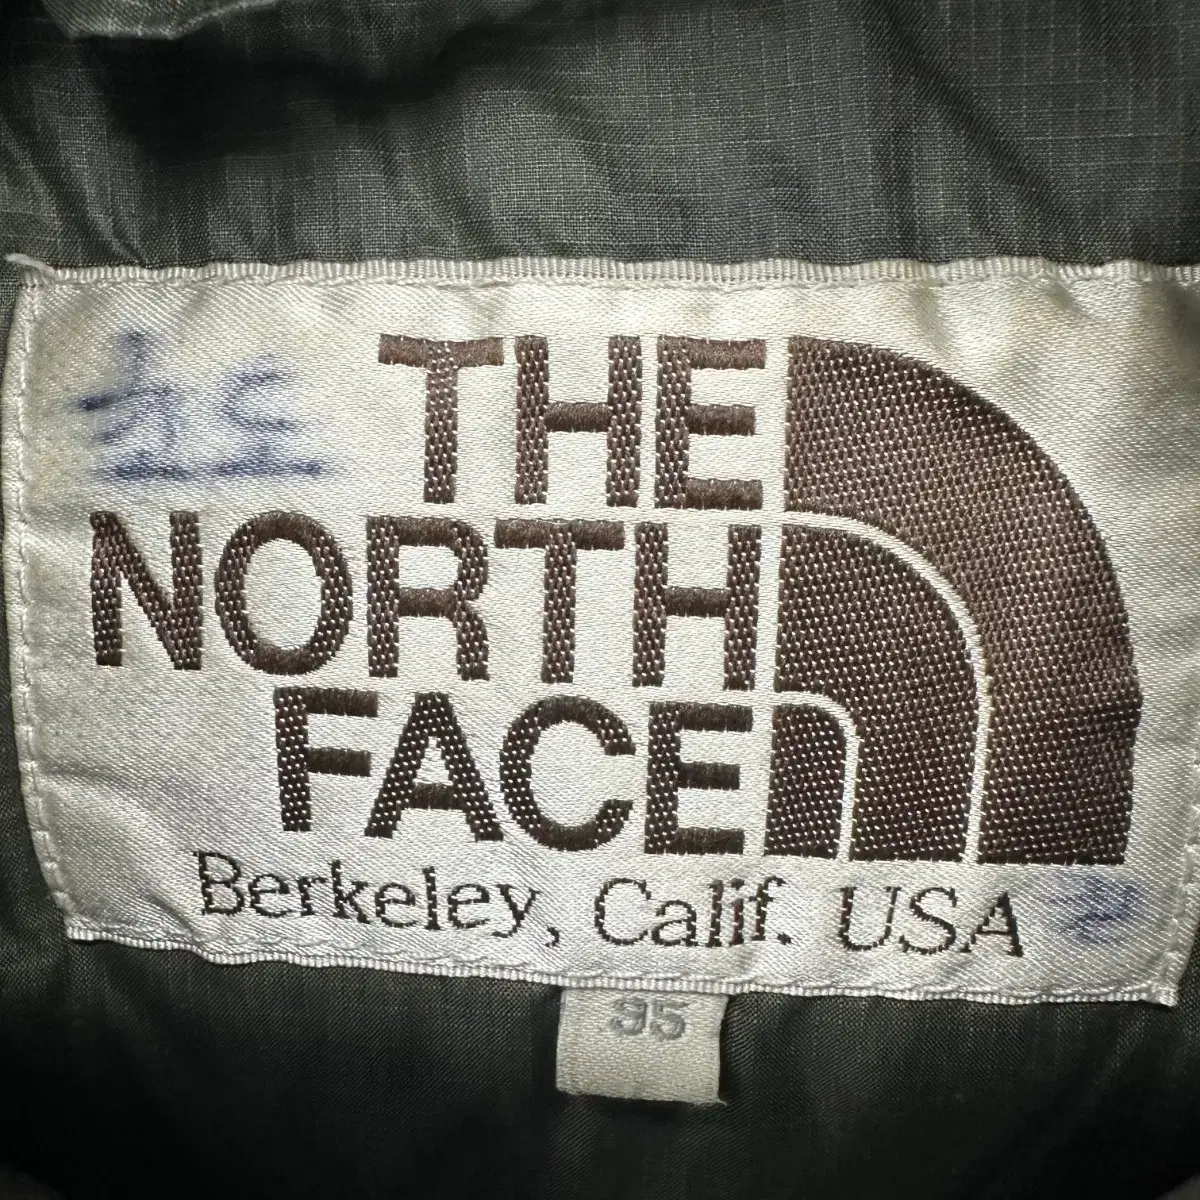 THE
NORTH
FACE
Berkeley, Calif. USA
95